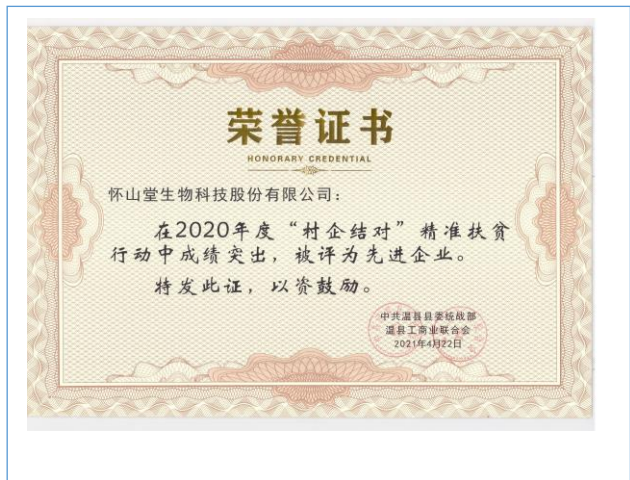 荣誉证书
HONORARY CREDENTIAL
怀山堂生物科技股份有限公司：
在2020年度“村企结对”精准扶贫
行动中成绩突出，被评为先进企业。
特发此证，以资鼓励。
中共温县县委统战部
温县工商业联合会
2021年4月22日